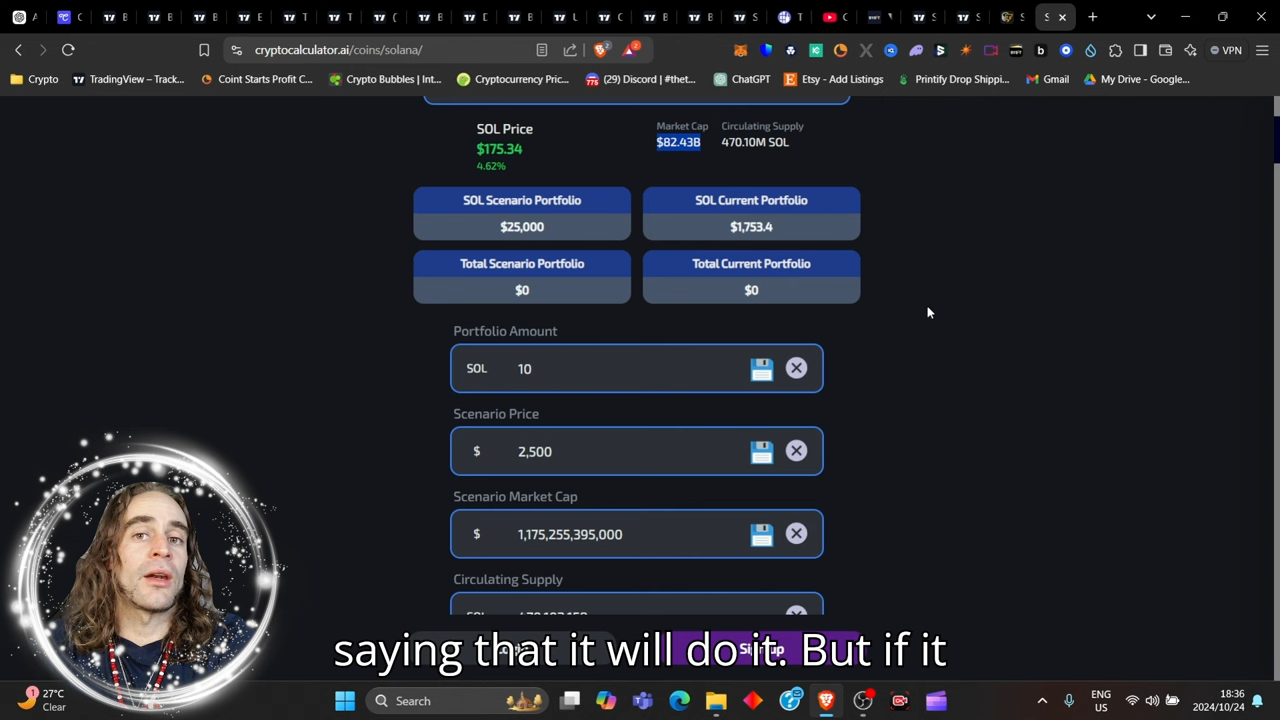 cryptocalculator.ai/coins/solana/
VPN
Crypto
TradingView – Track...
Coint Starts Profit C...
Crypto Bubbles | Int...
Cryptocurrency Pric...
(29) Discord | #thet...
ChatGPT
Etsy - Add Listings
Printify Drop Shippi...
Gmail
My Drive - Google...
SOL Price
$175.34
4.62%
Market Cap
$82.43B
Circulating Supply
470.10M SOL
SOL Scenario Portfolio
$25,000
SOL Current Portfolio
$1,753.4
Total Scenario Portfolio
$0
Total Current Portfolio
$0
Portfolio Amount
SOL 10
Scenario Price
$ 2,500
Scenario Market Cap
$ 1,175,255,395,000
Circulating Supply
saying that it will do it. But if it
1
27°C
Clear
Search
ENG
US
18:36
2024/10/24